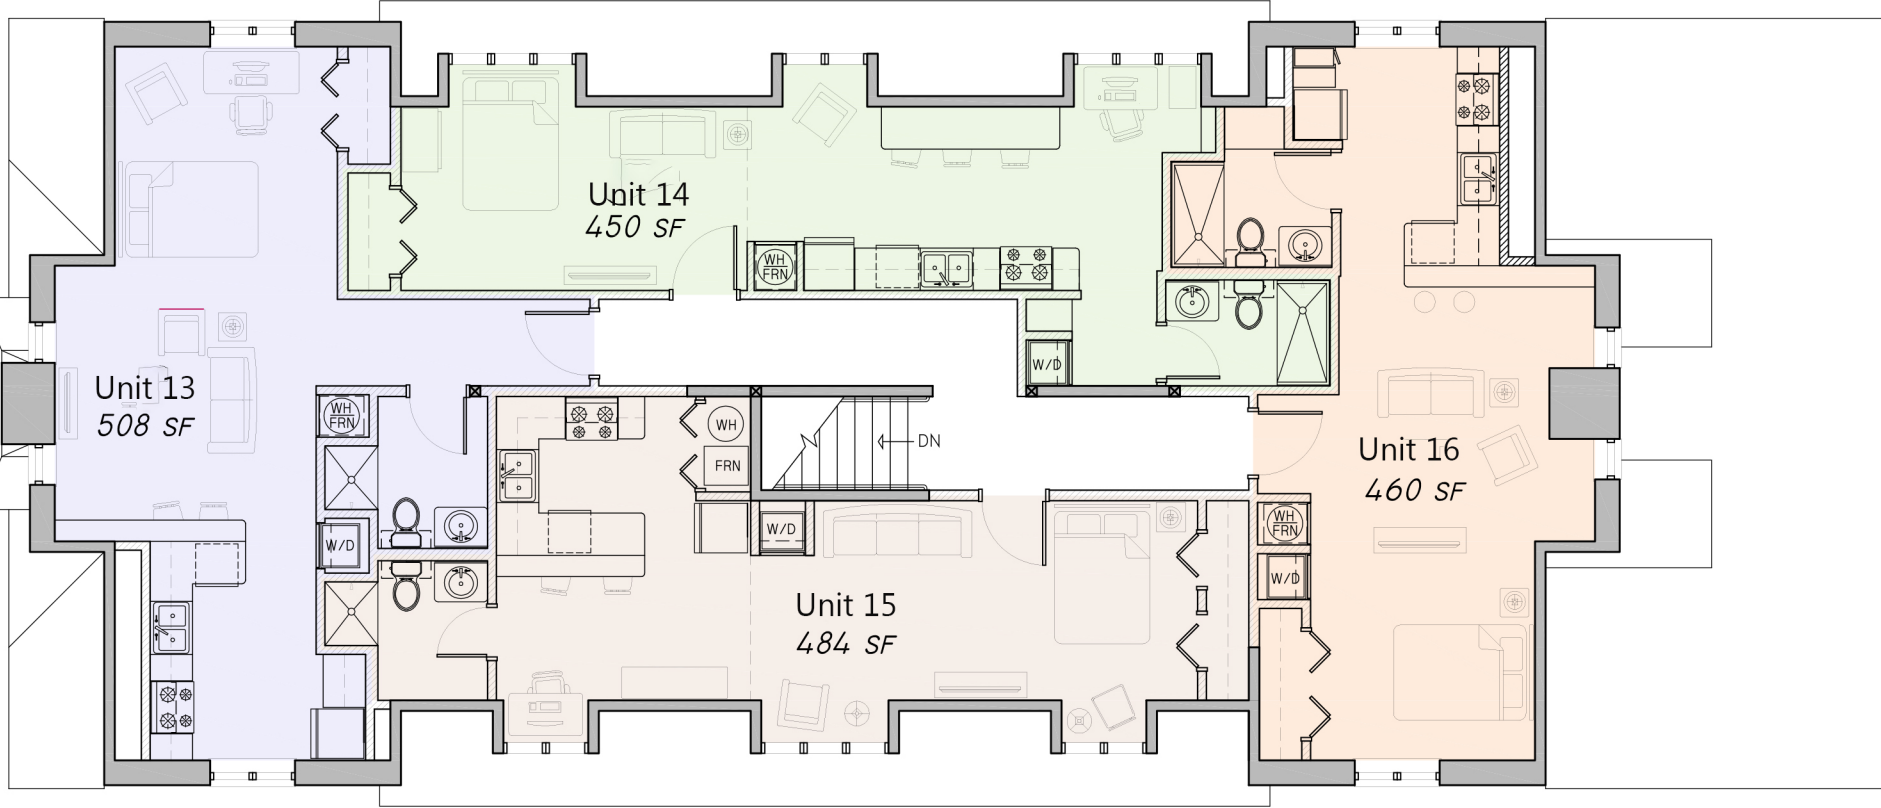 Unit 14
450 SF
WH
FRN
W/D
Unit 13
508 SF
WH
FRN
W/D
WH
FRN
DN
W/D
Unit 15
484 SF
Unit 16
460 SF
WH
FRN
W/D